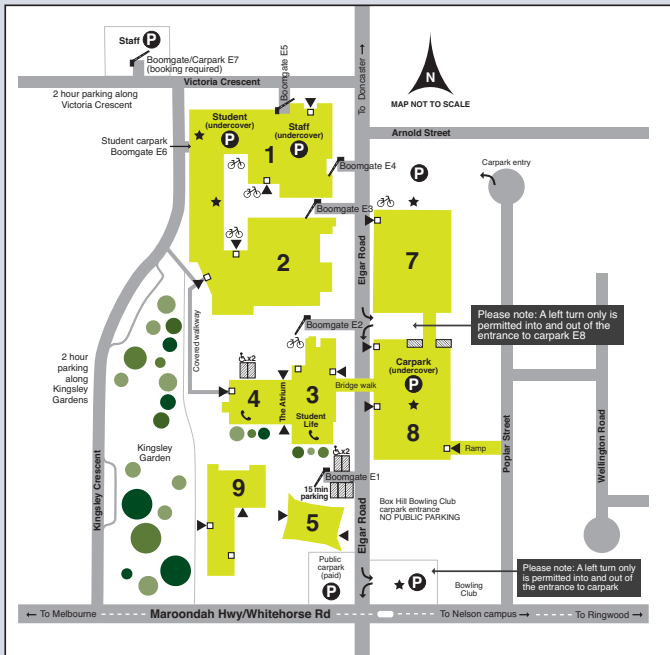 Staff P
Boomgate/Carpark E7
(booking required)
Boomgate E5
To Doncaster →
N
MAP NOT TO SCALE
Victoria Crescent
2 hour parking along
Victoria Crescent
Student
(undercover)
P
Staff
(undercover)
P
1
Arnold Street
Student carpark
Boomgate E6
Boomgate E4
P
Carpark entry
Boomgate E3
Elgar Road
2
7
Covered walkway
Boomgate E2
Please note: A left turn only is
permitted into and out of the
entrance to carpark E8
2 hour
parking
along
Kingsley
Gardens
x2
4
The Atrium
3
Student
Life
Bridge walk
Carpark
(undercover)
P
8
Ramp
Poplar Street
Wellington Road
Kingsley Crescent
Kingsley
Garden
x2
Boomgate E1
15 min
parking
9
5
Elgar Road
Box Hill Bowling Club
carpark entrance
NO PUBLIC PARKING
Public
carpark
(paid)
P
P
Bowling
Club
Please note: A left turn only
is permitted into and out of
the entrance to carpark
← To Melbourne
Maroondah Hwy/Whitehorse Rd
To Nelson campus →
To Ringwood →